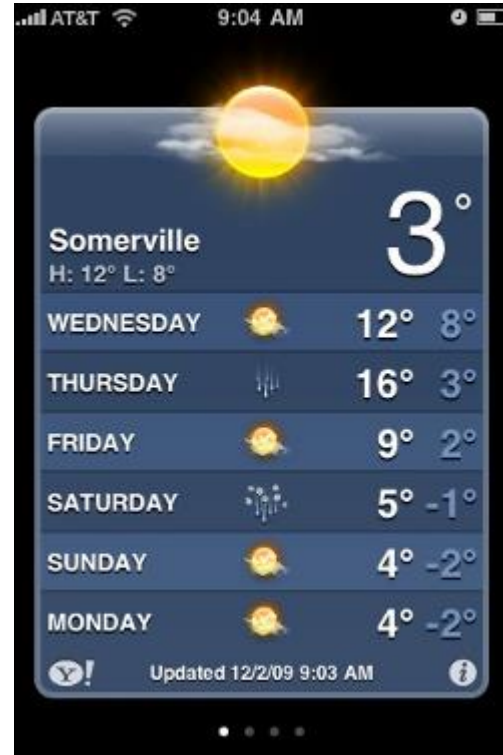 AT&T 9:04 AM
3°
Somerville
H: 12° L: 8°
WEDNESDAY 12° 8°
THURSDAY 16° 3°
FRIDAY 9° 2°
SATURDAY 5° -1°
SUNDAY 4° -2°
MONDAY 4° -2°
Y! Updated 12/2/09 9:03 AM i